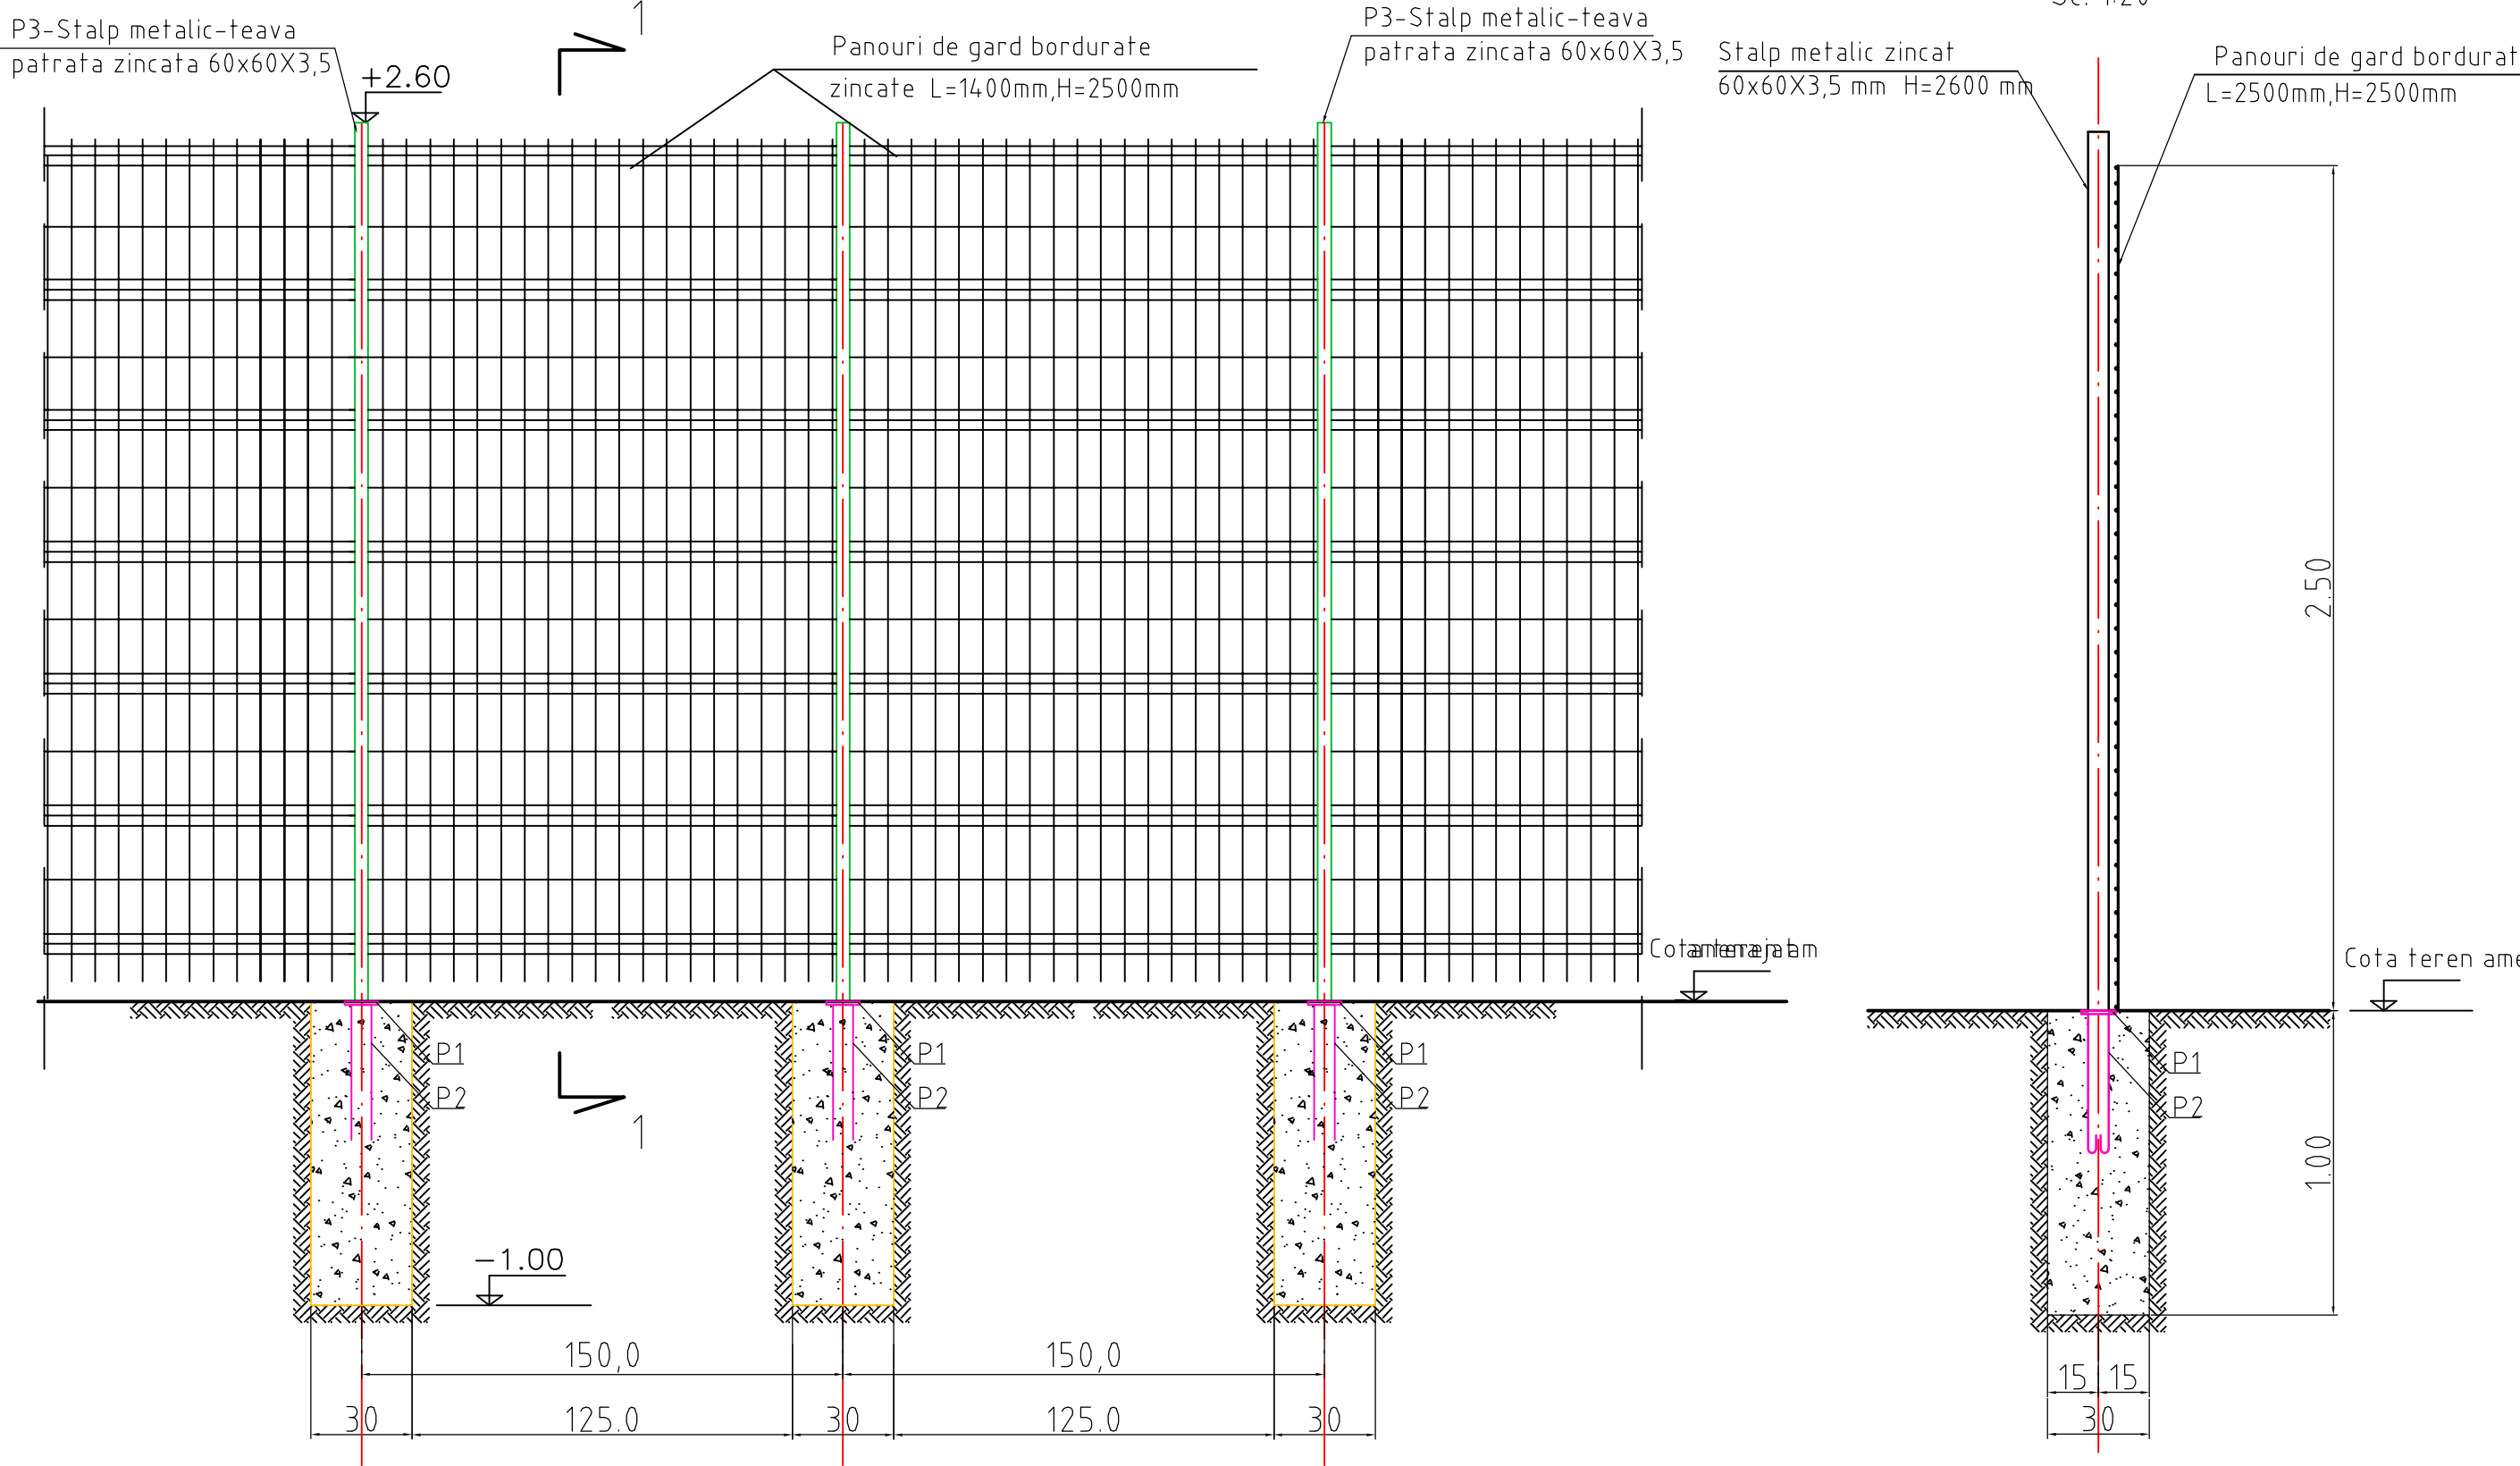 1
P3-Stalp metalic-teava
patrata zincata 60x60X3,5
+2.60
Panouri de gard bordurate
zincate L=1400mm,H=2500mm
P3-Stalp metalic-teava
patrata zincata 60x60X3,5
Stalp metalic zincat
60x60X3,5 mm H=2600 mm
Panouri de gard bordurat
L=2500mm,H=2500mm
2.50
Cota teren ame
P1
P2
P1
P2
P1
P2
P1
P2
1
1.00
-1.00
150,0
150,0
30
125.0
30
125.0
30
15
15
30